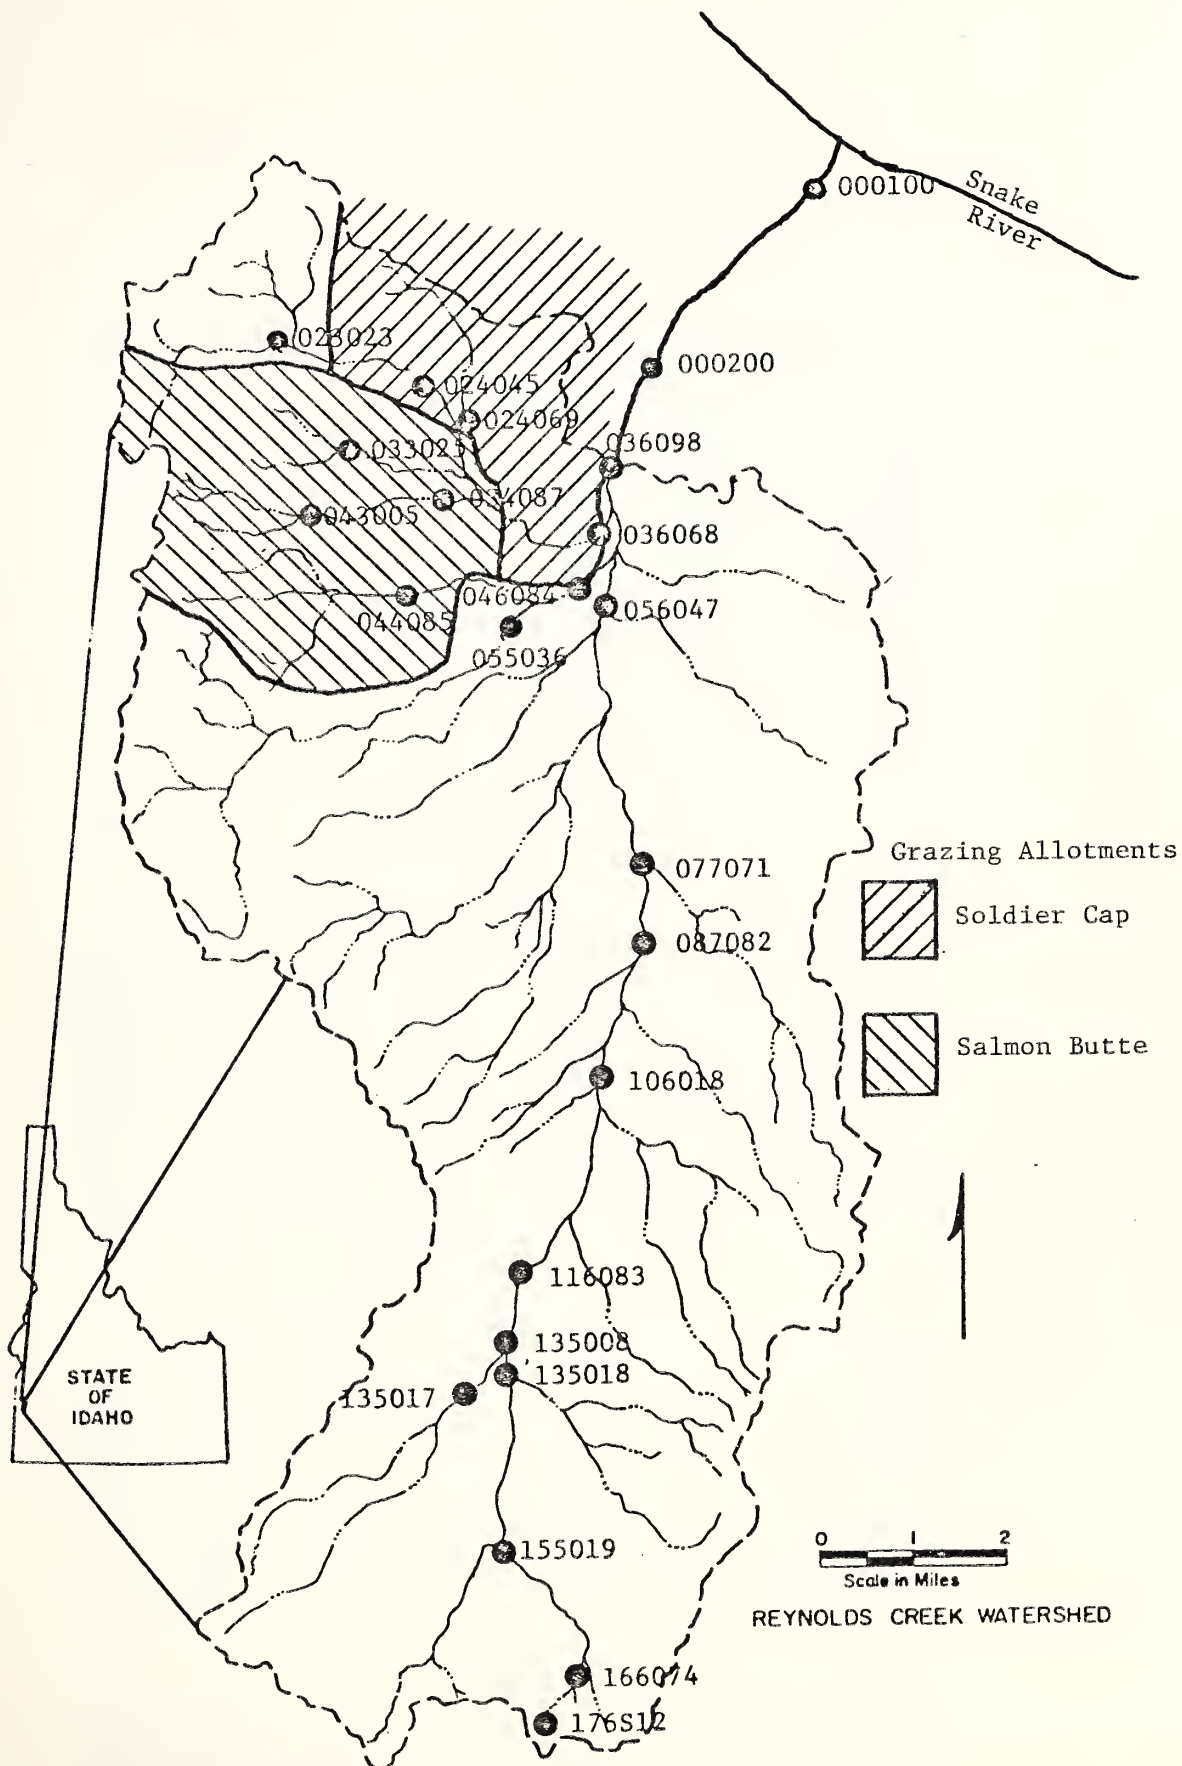 000100
Snake
River
023023
000200
024045
024069
036098
033025
034087
043005
036068
046084
044085
056047
055036
077071
Grazing Allotments
Soldier Cap
087082
Salmon Butte
106018
116083
135008
135018
135017
STATE
OF
IDAHO
155019
0 1 2
Scale in Miles
REYNOLDS CREEK WATERSHED
166074
176S12